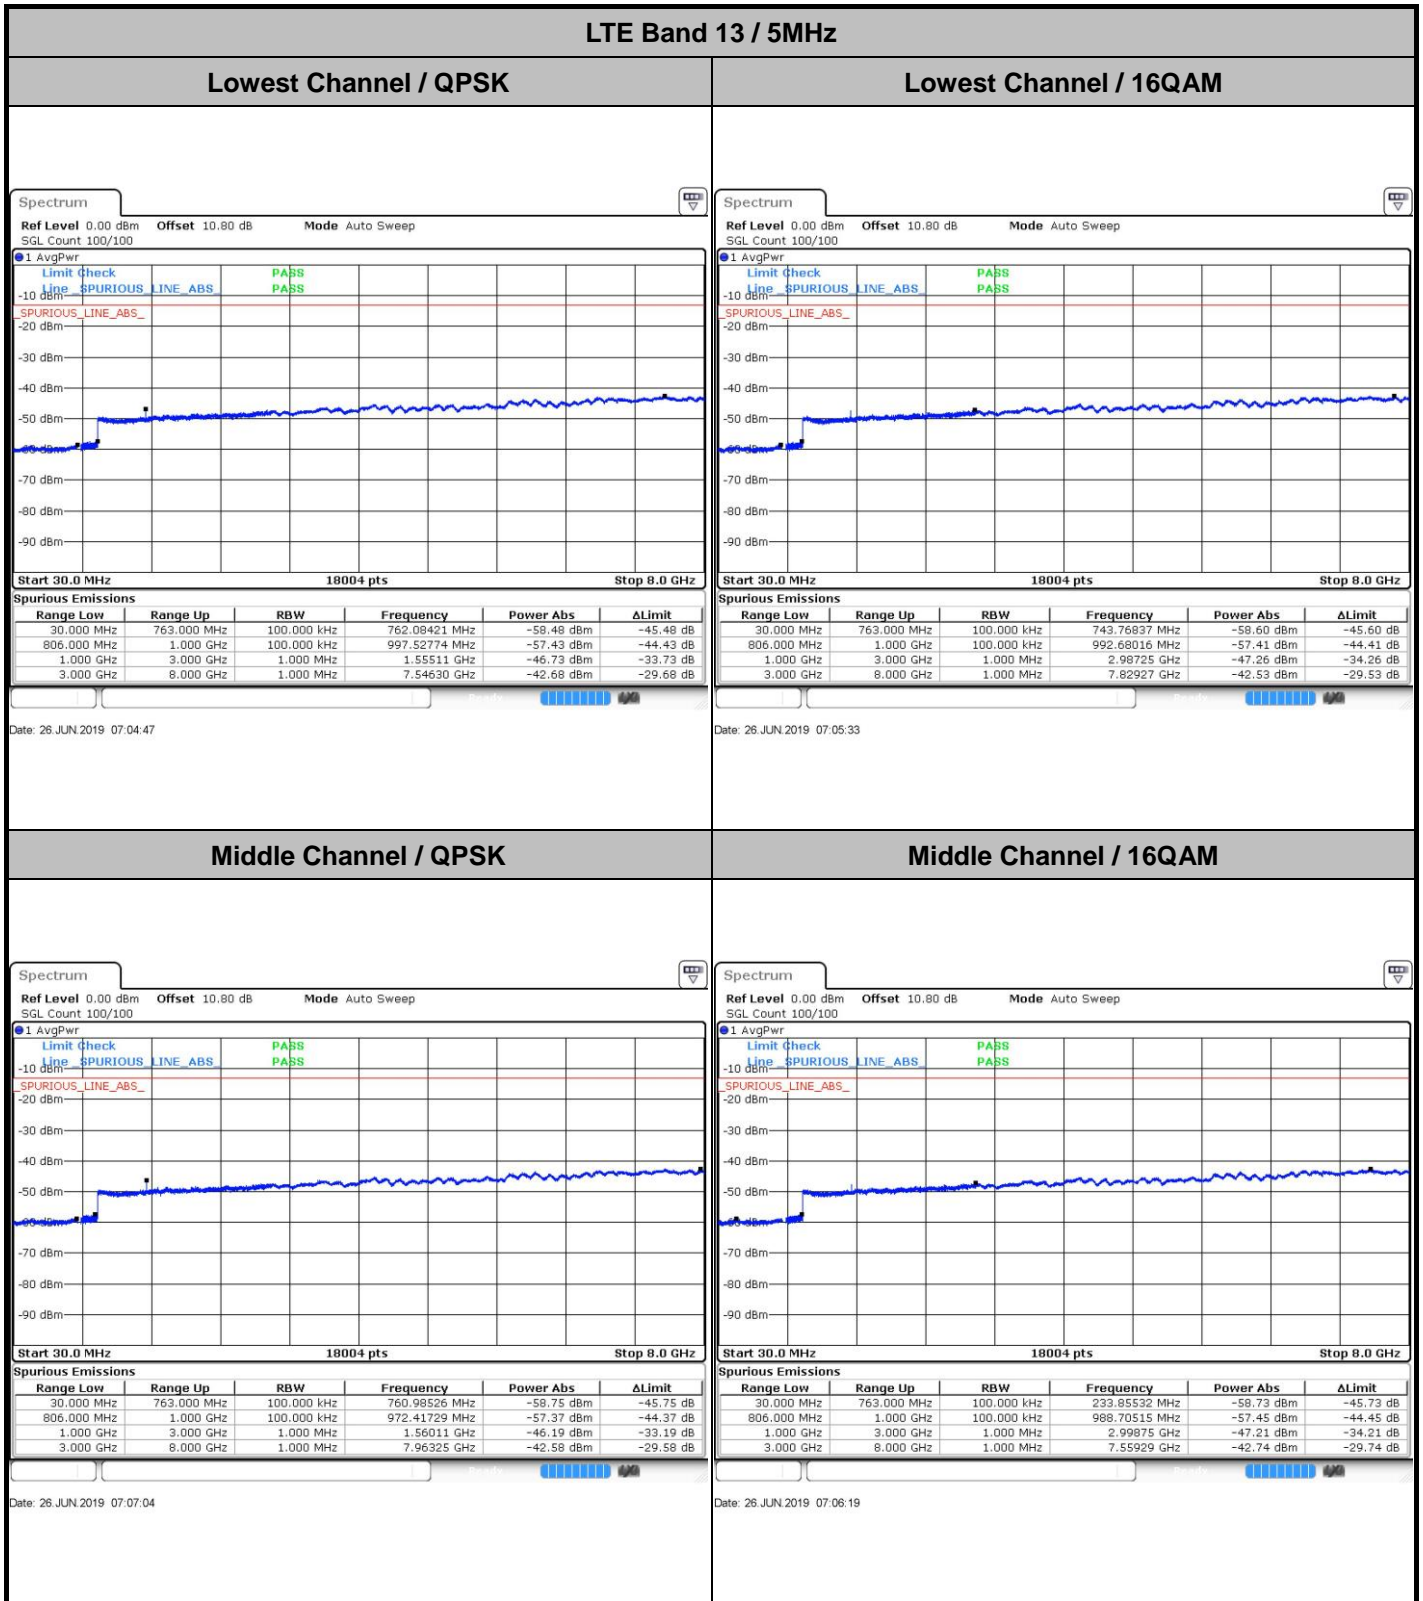 LTE Band 13 / 5MHz
Lowest Channel / QPSK
Lowest Channel / 16QAM
Spectrum
Ref Level 0.00 dBm Offset 10.80 dB Mode Auto Sweep
SGL Count 100/100
1 AvgPwr
Limit Check PASS
Line _SPURIOUS_LINE_ABS_ PASS
-10 dBm
_SPURIOUS_LINE_ABS_
-20 dBm
-30 dBm
-40 dBm
-50 dBm
-60 dBm
-70 dBm
-80 dBm
-90 dBm
Start 30.0 MHz 18004 pts Stop 8.0 GHz
Spurious Emissions
Range Low Range Up RBW Frequency Power Abs ΔLimit
30.000 MHz 763.000 MHz 100.000 kHz 762.08421 MHz -58.48 dBm -45.48 dB
806.000 MHz 1.000 GHz 100.000 kHz 997.52774 MHz -57.43 dBm -44.43 dB
1.000 GHz 3.000 GHz 1.000 MHz 1.55511 GHz -46.73 dBm -33.73 dB
3.000 GHz 8.000 GHz 1.000 MHz 7.54630 GHz -42.68 dBm -29.68 dB
Date: 26.JUN.2019 07:04:47
Spectrum
Ref Level 0.00 dBm Offset 10.80 dB Mode Auto Sweep
SGL Count 100/100
1 AvgPwr
Limit Check PASS
Line _SPURIOUS_LINE_ABS_ PASS
-10 dBm
_SPURIOUS_LINE_ABS_
-20 dBm
-30 dBm
-40 dBm
-50 dBm
-60 dBm
-70 dBm
-80 dBm
-90 dBm
Start 30.0 MHz 18004 pts Stop 8.0 GHz
Spurious Emissions
Range Low Range Up RBW Frequency Power Abs ΔLimit
30.000 MHz 763.000 MHz 100.000 kHz 743.76837 MHz -58.60 dBm -45.60 dB
806.000 MHz 1.000 GHz 100.000 kHz 992.68016 MHz -57.41 dBm -44.41 dB
1.000 GHz 3.000 GHz 1.000 MHz 2.98725 GHz -47.26 dBm -34.26 dB
3.000 GHz 8.000 GHz 1.000 MHz 7.82927 GHz -42.53 dBm -29.53 dB
Date: 26.JUN.2019 07:05:33
Middle Channel / QPSK
Middle Channel / 16QAM
Spectrum
Ref Level 0.00 dBm Offset 10.80 dB Mode Auto Sweep
SGL Count 100/100
1 AvgPwr
Limit Check PASS
Line _SPURIOUS_LINE_ABS_ PASS
-10 dBm
_SPURIOUS_LINE_ABS_
-20 dBm
-30 dBm
-40 dBm
-50 dBm
-60 dBm
-70 dBm
-80 dBm
-90 dBm
Start 30.0 MHz 18004 pts Stop 8.0 GHz
Spurious Emissions
Range Low Range Up RBW Frequency Power Abs ΔLimit
30.000 MHz 763.000 MHz 100.000 kHz 760.98526 MHz -58.75 dBm -45.75 dB
806.000 MHz 1.000 GHz 100.000 kHz 972.41729 MHz -57.37 dBm -44.37 dB
1.000 GHz 3.000 GHz 1.000 MHz 1.56011 GHz -46.19 dBm -33.19 dB
3.000 GHz 8.000 GHz 1.000 MHz 7.96325 GHz -42.58 dBm -29.58 dB
Date: 26.JUN.2019 07:07:04
Spectrum
Ref Level 0.00 dBm Offset 10.80 dB Mode Auto Sweep
SGL Count 100/100
1 AvgPwr
Limit Check PASS
Line _SPURIOUS_LINE_ABS_ PASS
-10 dBm
_SPURIOUS_LINE_ABS_
-20 dBm
-30 dBm
-40 dBm
-50 dBm
-60 dBm
-70 dBm
-80 dBm
-90 dBm
Start 30.0 MHz 18004 pts Stop 8.0 GHz
Spurious Emissions
Range Low Range Up RBW Frequency Power Abs ΔLimit
30.000 MHz 763.000 MHz 100.000 kHz 233.85532 MHz -58.73 dBm -45.73 dB
806.000 MHz 1.000 GHz 100.000 kHz 988.70515 MHz -57.45 dBm -44.45 dB
1.000 GHz 3.000 GHz 1.000 MHz 2.99875 GHz -47.21 dBm -34.21 dB
3.000 GHz 8.000 GHz 1.000 MHz 7.55929 GHz -42.74 dBm -29.74 dB
Date: 26.JUN.2019 07:06:19